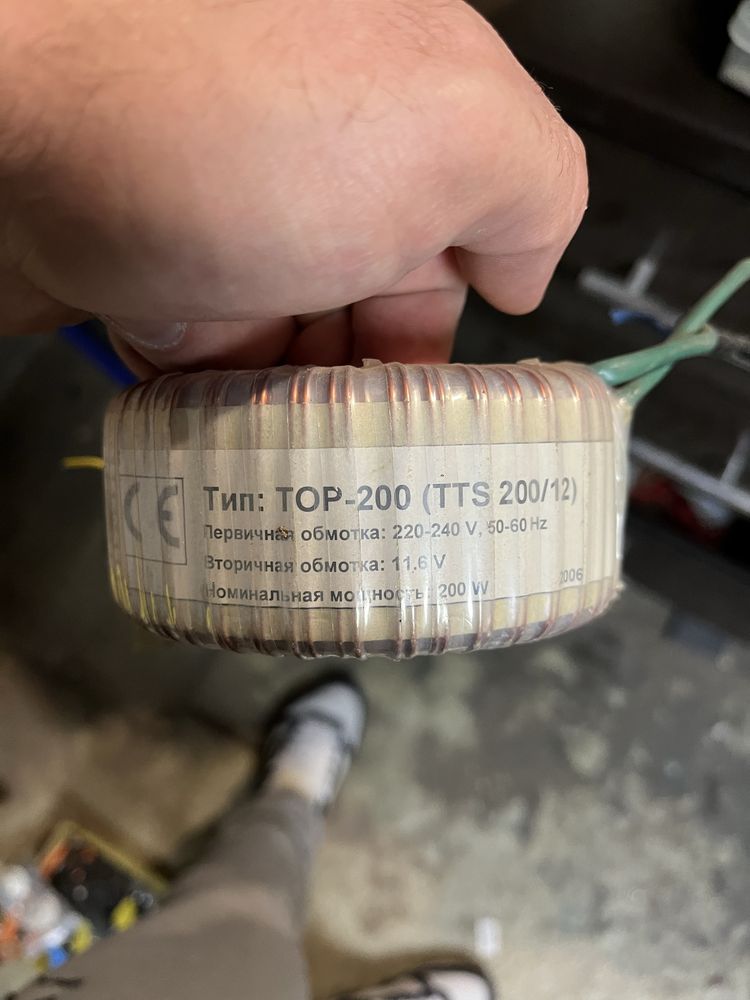 CE
Тип: ТОР-200 (TTS 200/12)
Первичная обмотка: 220-240 V, 50-60 Hz
Вторичная обмотка: 11.6 V
Номинальная мощность: 200 W
2006